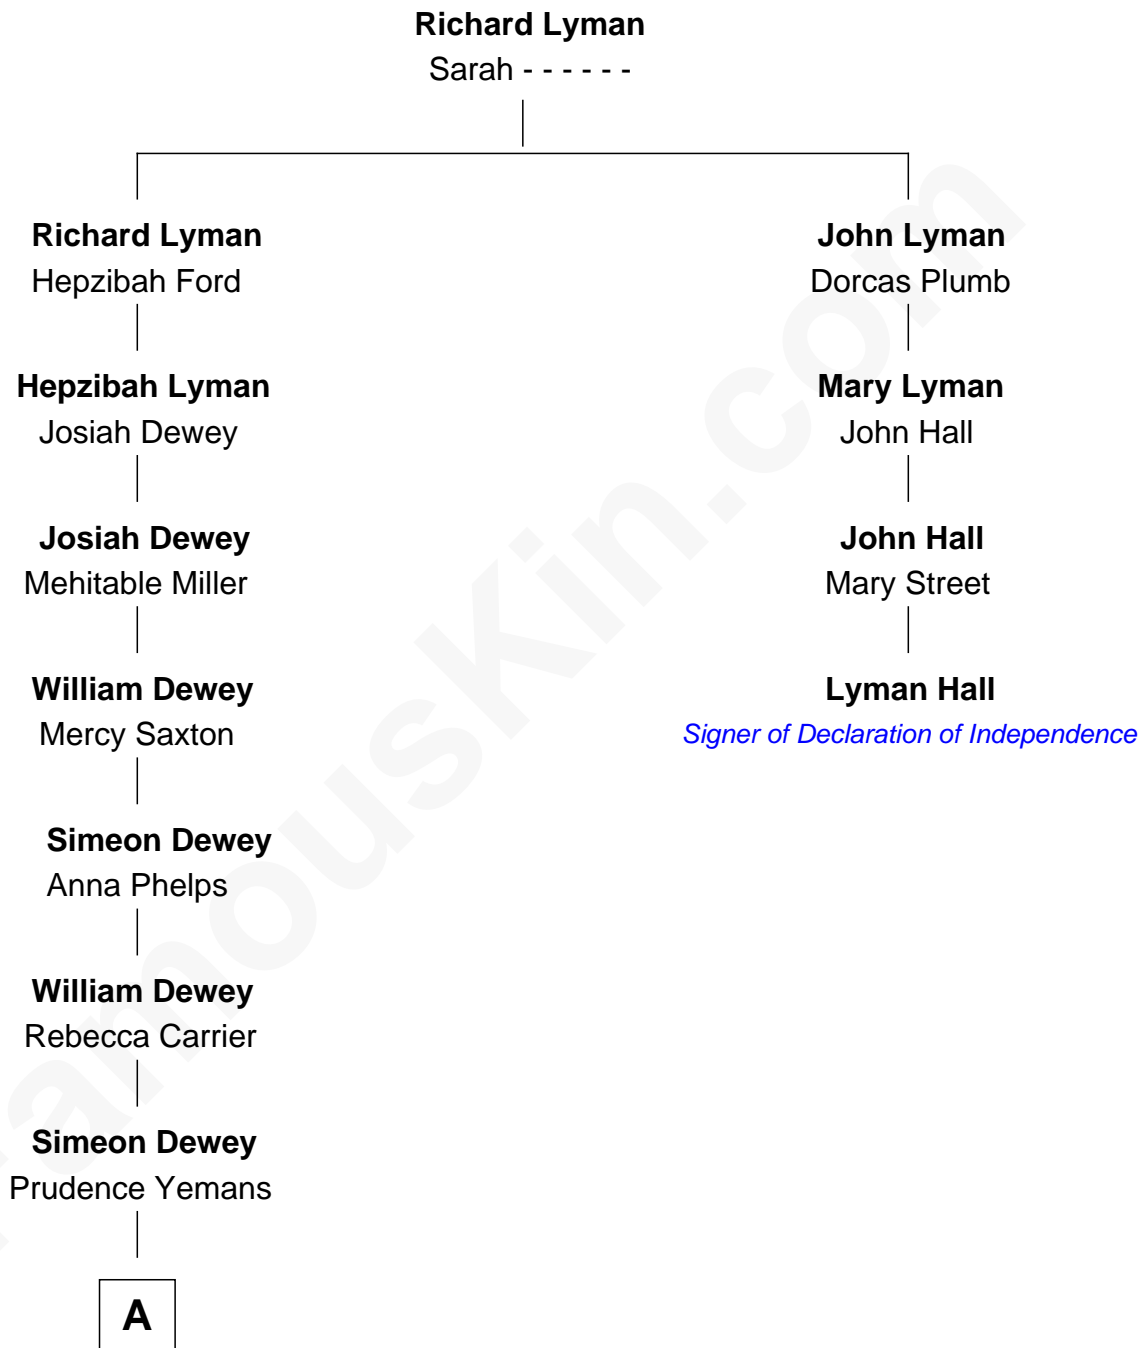 Richard Lyman
Sarah - - - - - -
Richard Lyman
Hepzibah Ford
John Lyman
Dorcas Plumb
Hepzibah Lyman
Josiah Dewey
Mary Lyman
John Hall
Josiah Dewey
Mehitable Miller
John Hall
Mary Street
William Dewey
Mercy Saxton
Lyman Hall
Signer of Declaration of Independence
Simeon Dewey
Anna Phelps
William Dewey
Rebecca Carrier
Simeon Dewey
Prudence Yemans
A
FamousKin.com